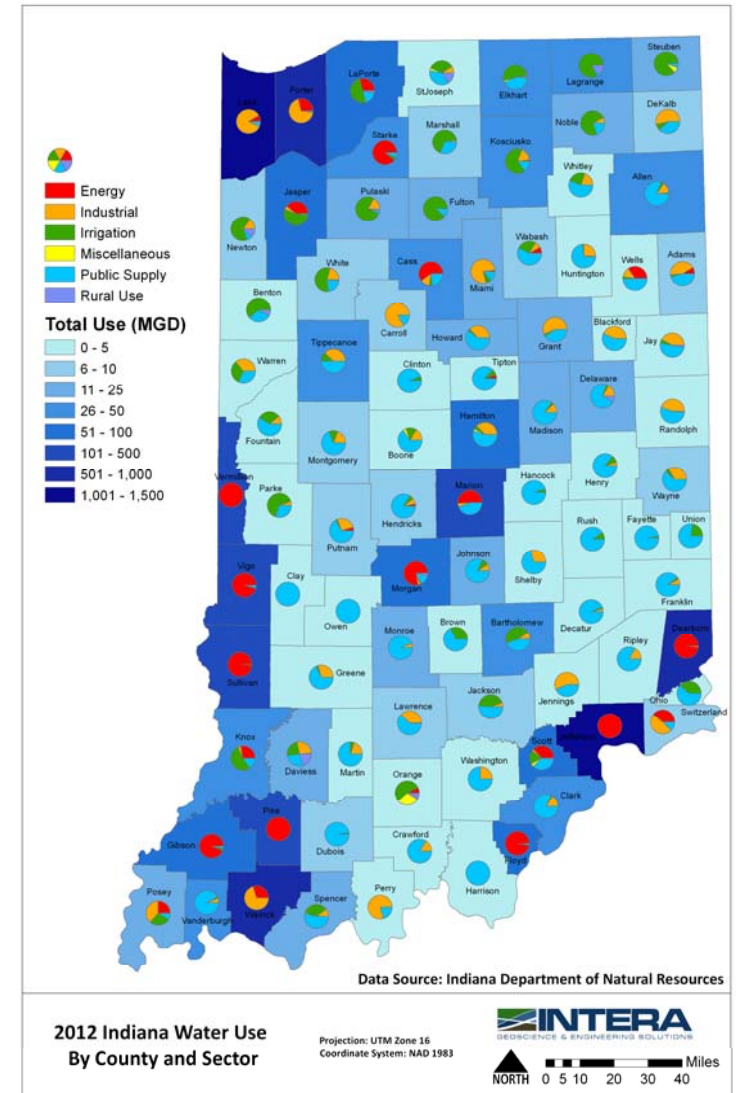 LaPorte
StJoseph
Elkhart
Lagrange
Steuben
Lake
Porter
Noble
DeKalb
Starke
Marshall
Kosciusko
Whitley
Allen
Energy
Industrial
Irrigation
Miscellaneous
Public Supply
Rural Use
Newton
Jasper
Pulaski
Fulton
Wabash
Huntington
Wells
Adams
White
Cass
Miami
Benton
Carroll
Total Use (MGD)
0 - 5
6 - 10
11 - 25
26 - 50
51 - 100
101 - 500
501 - 1,000
1,001 - 1,500
Warren
Tippecanoe
Howard
Grant
Blackford
Jay
Clinton
Tipton
Fountain
Montgomery
Boone
Hamilton
Madison
Delaware
Randolph
Vermillion
Parke
Putnam
Hendricks
Marion
Hancock
Henry
Wayne
Vigo
Clay
Owen
Morgan
Johnson
Shelby
Rush
Fayette
Union
Franklin
Sullivan
Greene
Monroe
Brown
Bartholomew
Decatur
Ripley
Dearborn
Ohio
Switzerland
Knox
Daviess
Martin
Lawrence
Jackson
Jennings
Jefferson
Scott
Orange
Washington
Clark
Gibson
Pike
Dubois
Crawford
Harrison
Floyd
Posey
Vanderburgh
Warrick
Spencer
Perry
Data Source: Indiana Department of Natural Resources
2012 Indiana Water Use
By County and Sector
Projection: UTM Zone 16
Coordinate System: NAD 1983
INTERA
GEOSCIENCE & ENGINEERING SOLUTIONS
NORTH
Miles
0 5 10 20 30 40